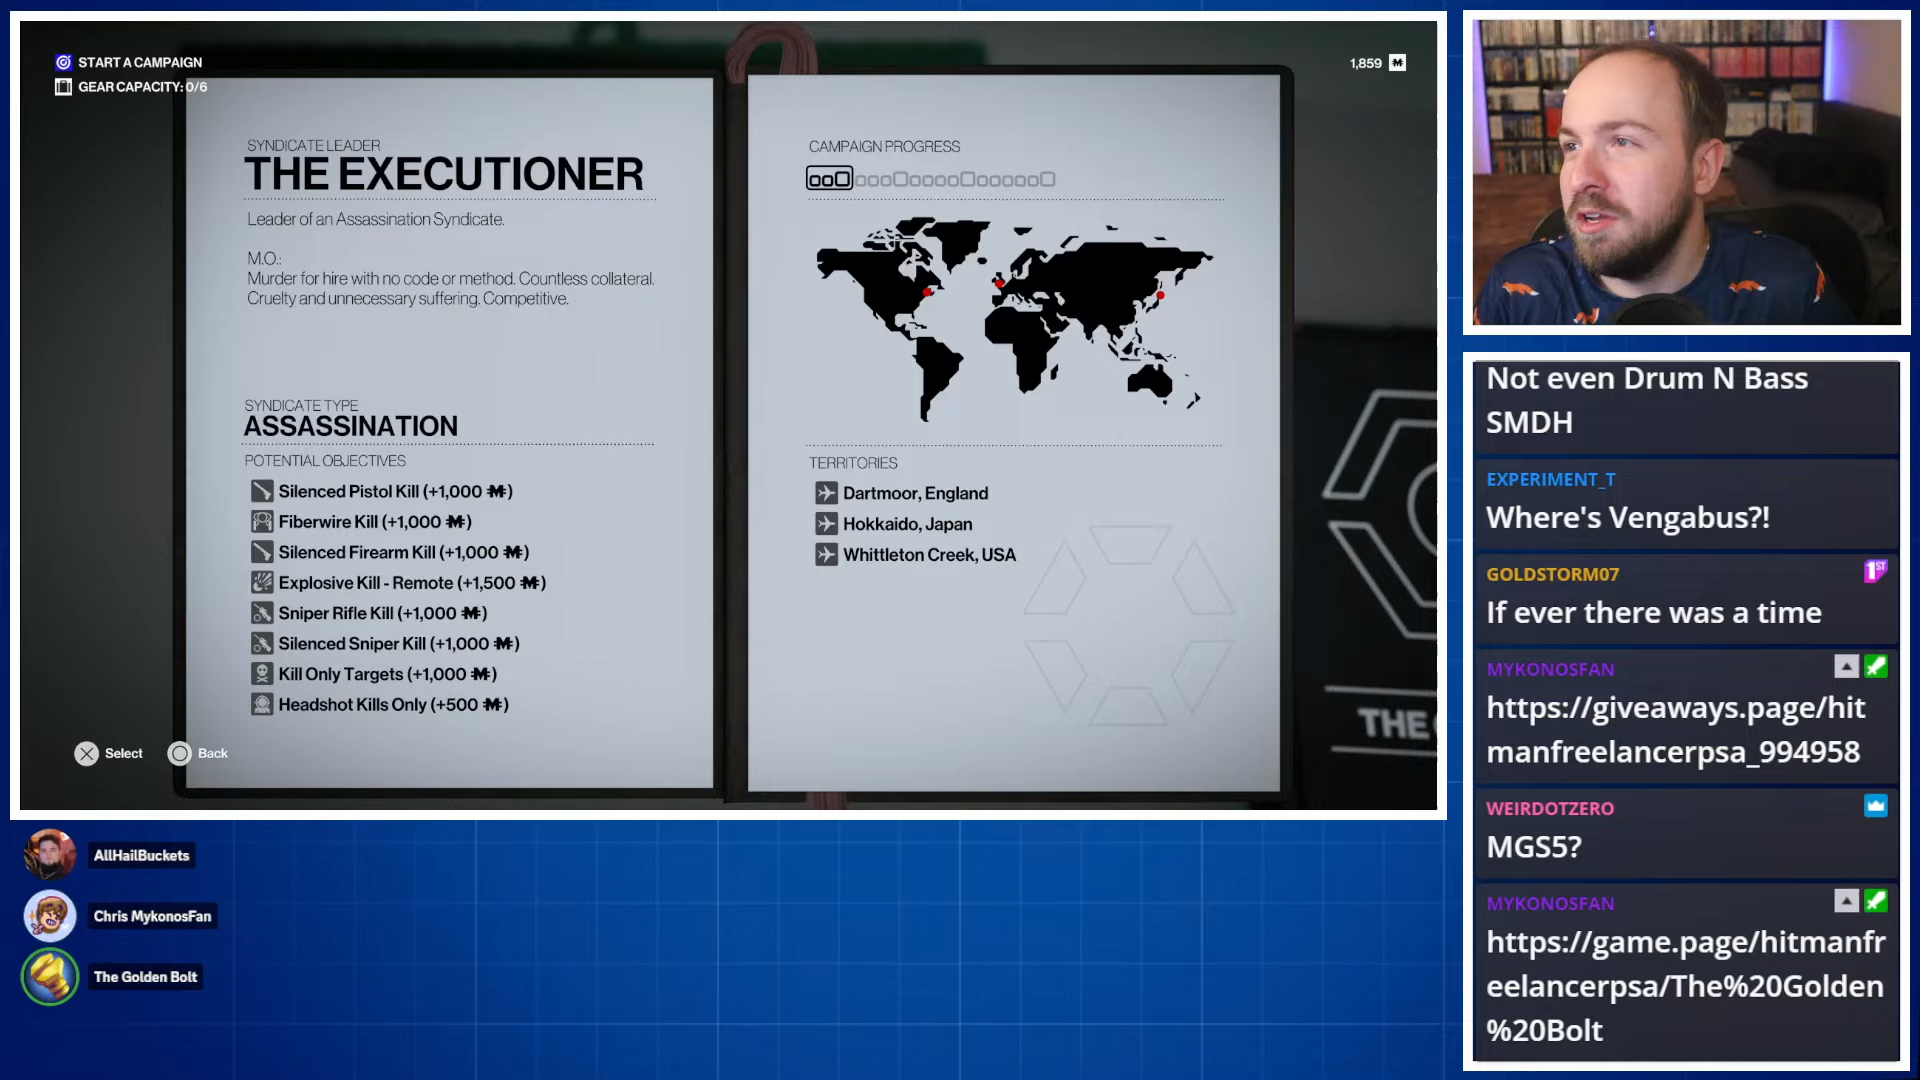 START A CAMPAIGN
GEAR CAPACITY: 0/6
1,859
SYNDICATE LEADER
THE EXECUTIONER
Leader of an Assassination Syndicate.
M.O.:
Murder for hire with no code or method. Countless collateral.
Cruelty and unnecessary suffering. Competitive.
SYNDICATE TYPE
ASSASSINATION
POTENTIAL OBJECTIVES
Silenced Pistol Kill (+1,000 )
Fiberwire Kill (+1,000 )
Silenced Firearm Kill (+1,000 )
Explosive Kill - Remote (+1,500 )
Sniper Rifle Kill (+1,000 )
Silenced Sniper Kill (+1,000 )
Kill Only Targets (+1,000 )
Headshot Kills Only (+500 )
CAMPAIGN PROGRESS
TERRITORIES
Dartmoor, England
Hokkaido, Japan
Whittleton Creek, USA
THE
Select
Back
AllHailBuckets
Chris MykonosFan
The Golden Bolt
Not even Drum N Bass
SMDH
EXPERIMENT_T
Where's Vengabus?!
GOLDSTORM07
1ST
If ever there was a time
MYKONOSFAN
https://giveaways.page/hit
manfreelancerpsa_994958
WEIRDOTZERO
MGS5?
MYKONOSFAN
https://game.page/hitmanfr
eelancerpsa/The%20Golden
%20Bolt